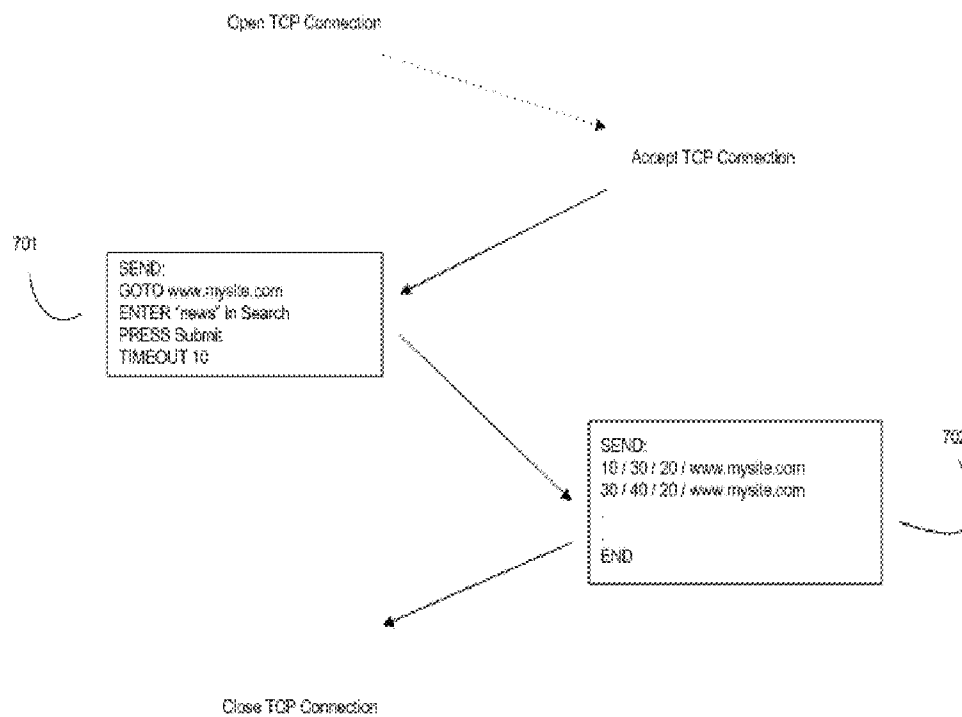 Open TCP Connection
Accept TCP Connection
701
SEND:
GOTO www.mysite.com
ENTER "news" in Search
PRESS Submit
TIMEOUT 10
702
SEND:
10 / 30 / 20 / www.mysite.com
30 / 40 / 20 / www.mysite.com
.
.
END
Close TCP Connection